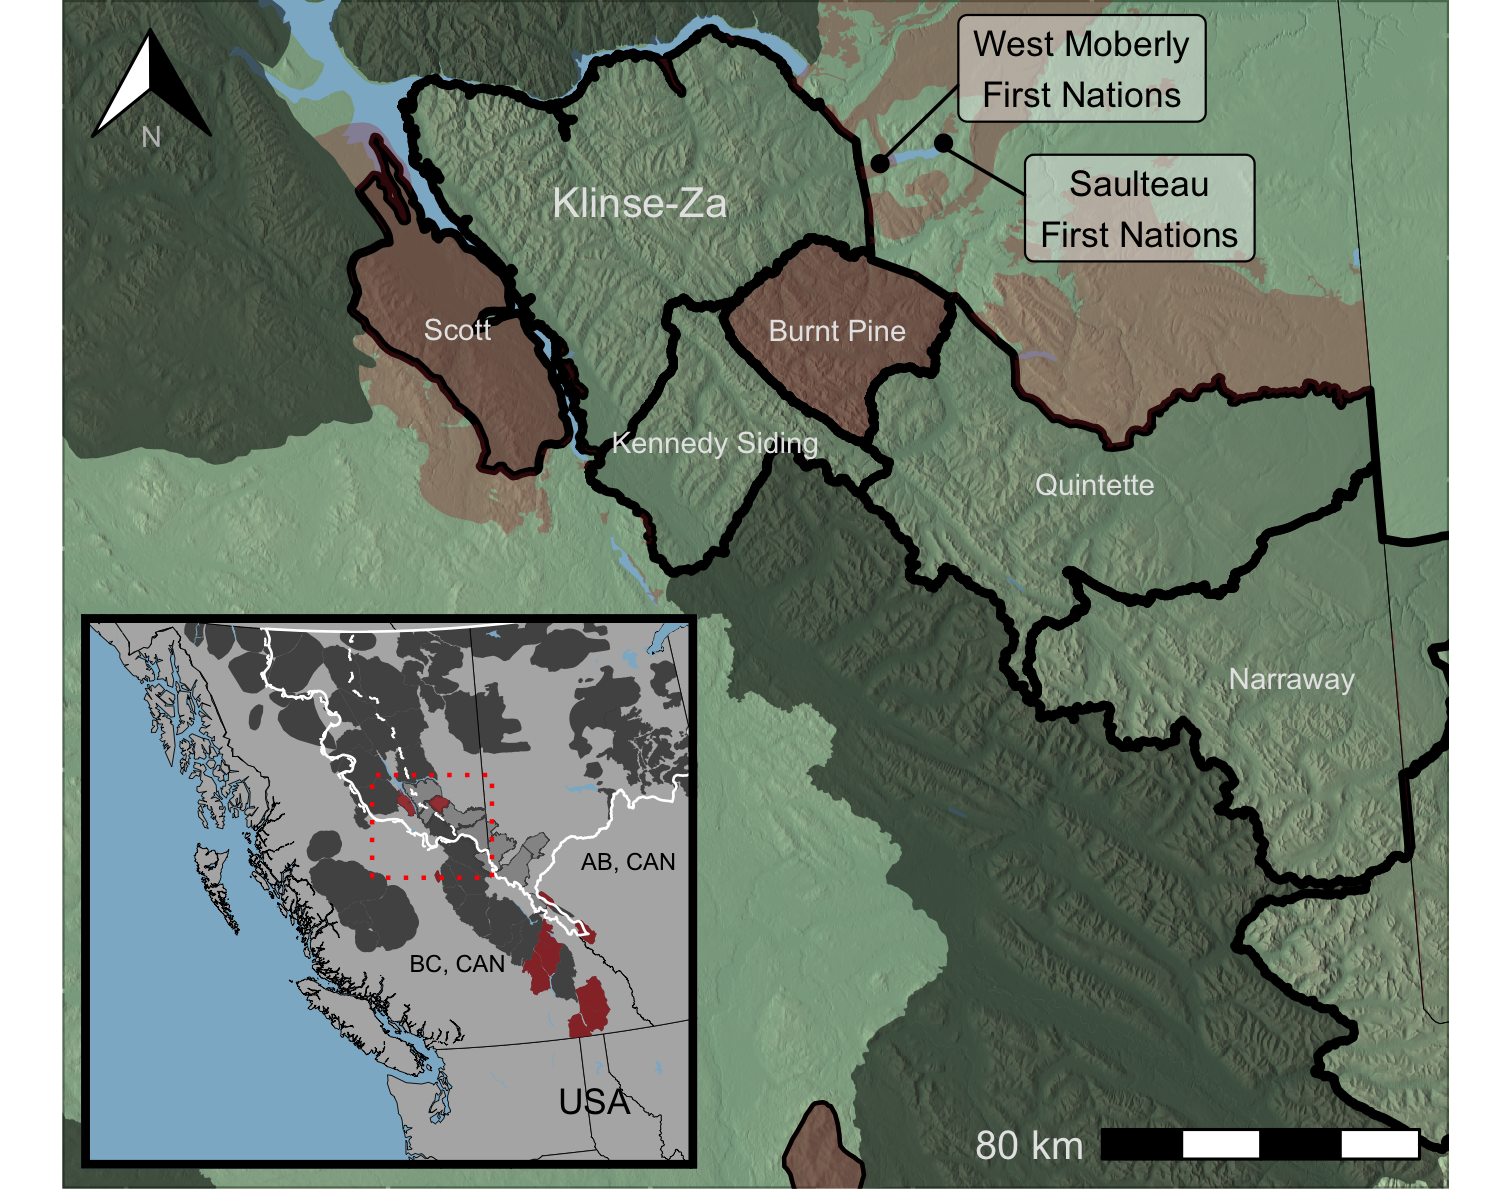 West Moberly
First Nations
N
Saulteau
First Nations
Klinse-Za
Scott
Burnt Pine
Kennedy Siding
Quintette
Narraway
AB, CAN
BC, CAN
USA
80 km